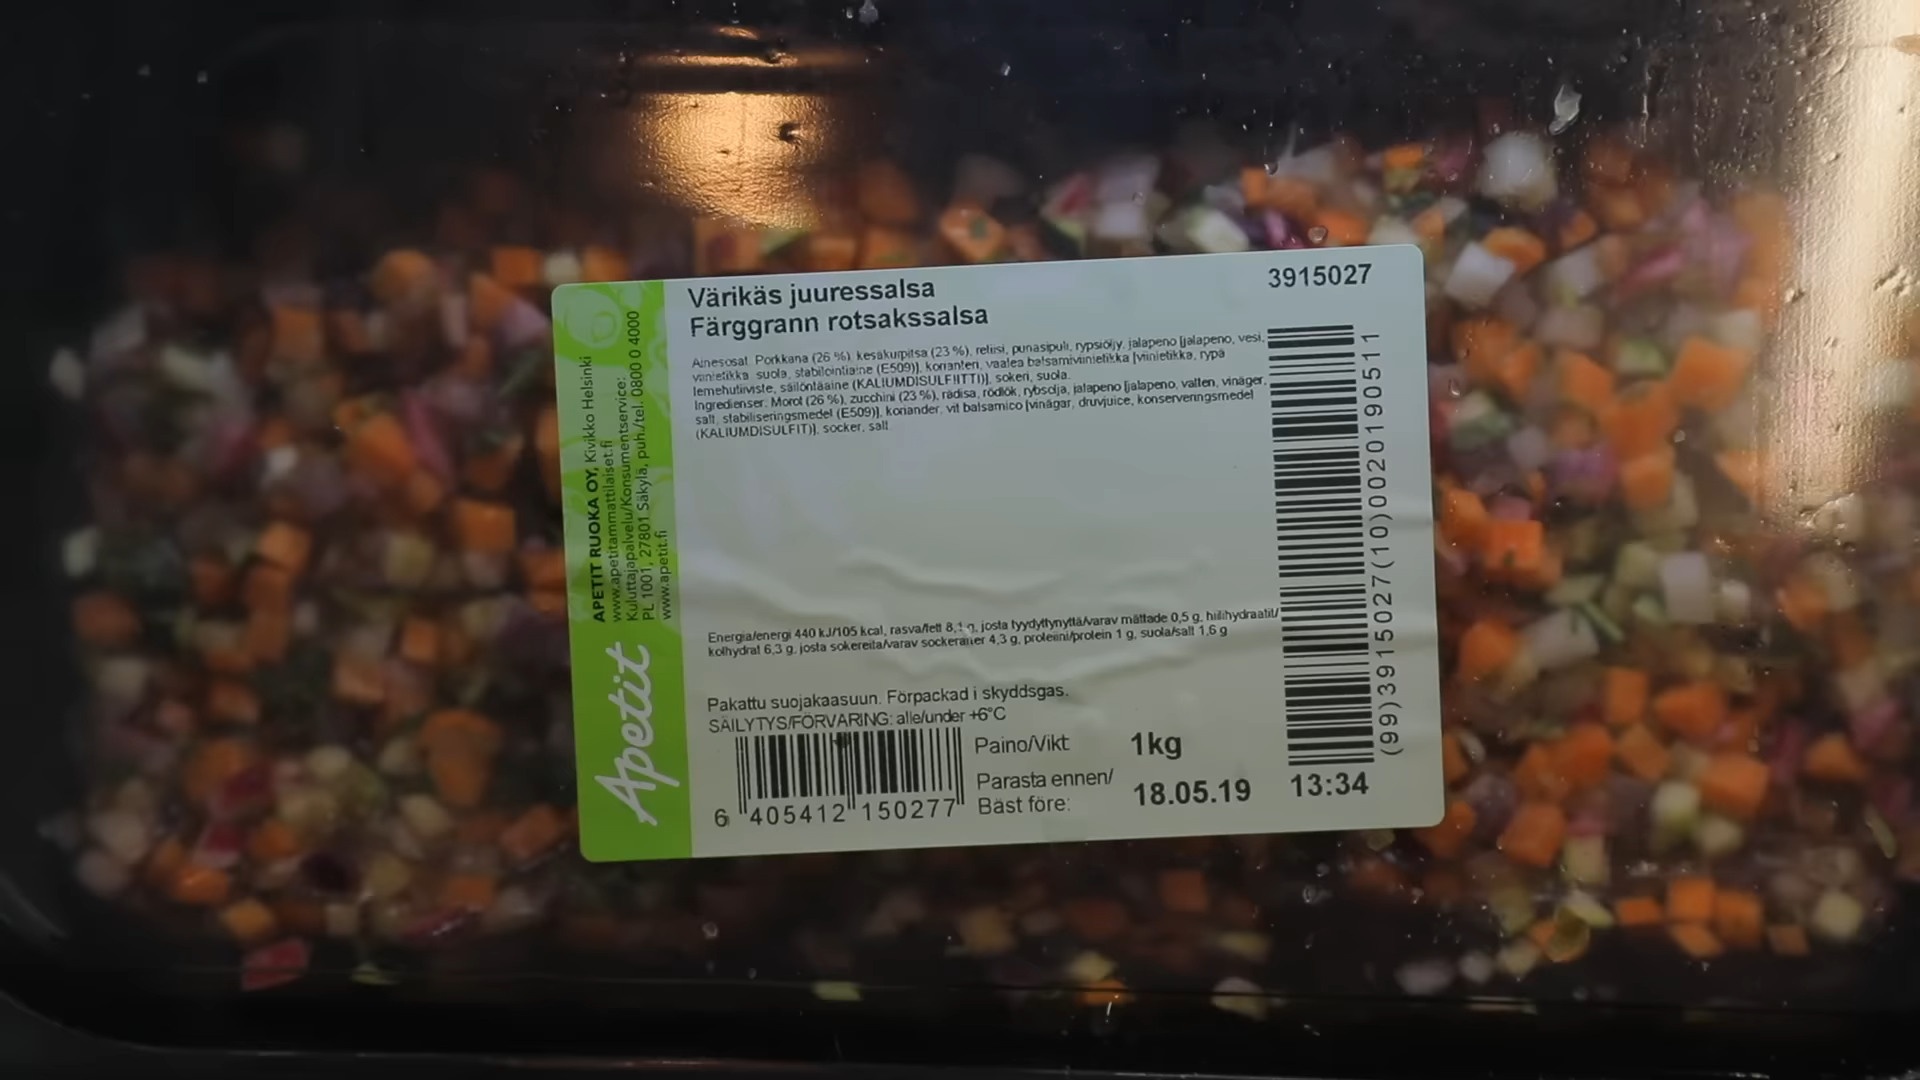 Värikäs juuressalsa
Färggrann rotsakssalsa
3915027
Ainesosat. Porkkana (26 %). kesäkurpitsa (23 %), retiisi, punasipuli, rypsiöljy, jalapeno [jalapeno, vesi,
viinietikka, suola, stabilointiaine (E509)], korianteri, vaalea balsamiviinietikka [viinietikka, rypä
lemehutiiviste, säilöntäaine (KALIUMDISULFIITTI)], sokeri, suola.
Ingredienser. Morot (26 %), zucchini (23 %), rädisa, rödlök, rybsolja, jalapeno [jalapeno, vatten, vinäger,
salt, stabiliseringsmedel (E509)], koriander, vit balsamico [vinägar, druvjuice, konserveringsmedel
(KALIUMDISULFIT)], socker, salt
Energia/energi 440 kJ/105 kcal, rasva/fett 8,1 g, josta tyydyttynyttä/varav mättade 0,5 g, hiilihydraatit/
kolhydrat 6,3 g, josta sokereita/varav sockerarter 4,3 g, proteiini/protein 1 g, suola/salt 1,6 g
Pakattu suojakaasuun. Förpackad i skyddsgas.
SÄILYTYS/FÖRVARING: alle/under +6°C
Paino/Vikt 1kg
Parasta ennen/
Bäst före: 18.05.19 13:34
6 405412 150277
(99)3915027(10)0020190511
APETIT RUOKA OY, Kivikko Helsinki
www.apetitammattilaiset.fi
Kuluttajapalvelu/Konsumentservice:
PL 1001, 27801 Säkylä, puh./tel. 0800 0 4000
www.apetit.fi
Apetit